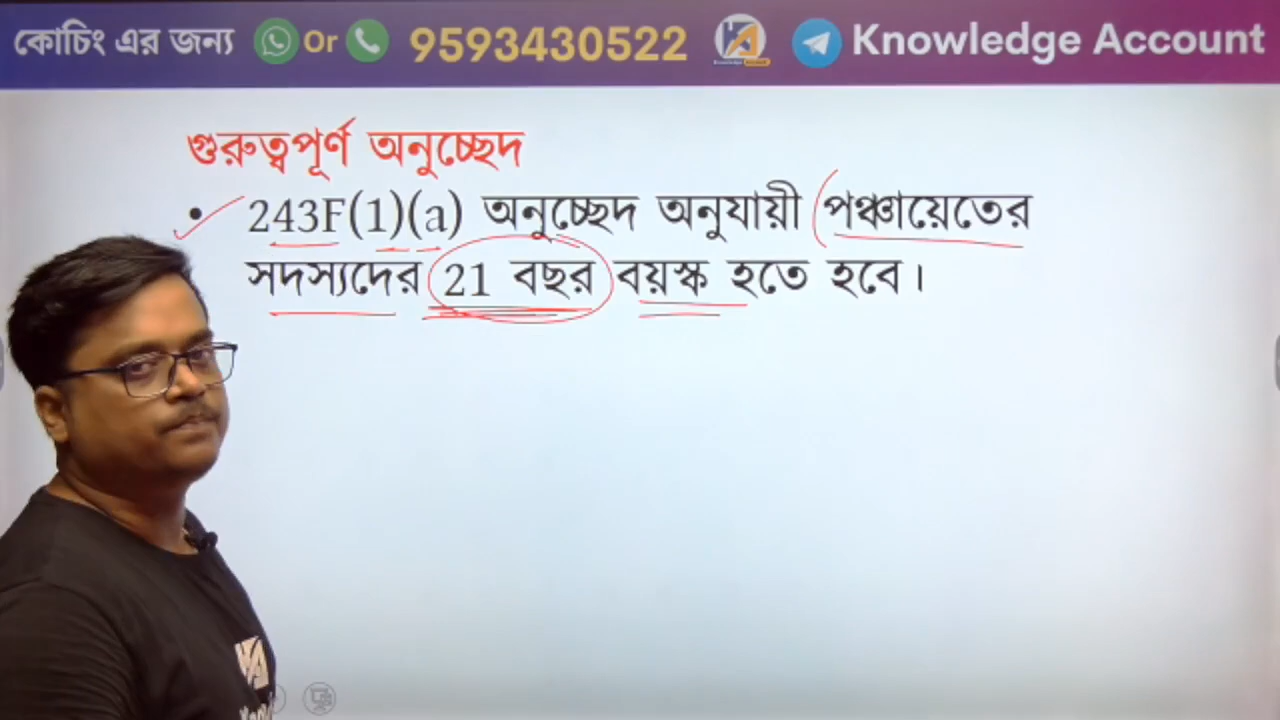 কোচিং এর জন্য Or 9593430522 Knowledge Account
গুরুত্বপূর্ণ অনুচ্ছেদ
• 243F(1)(a) অনুচ্ছেদ অনুযায়ী (পঞ্চায়েতের
সদস্যদের 21 বছর বয়স্ক হতে হবে।